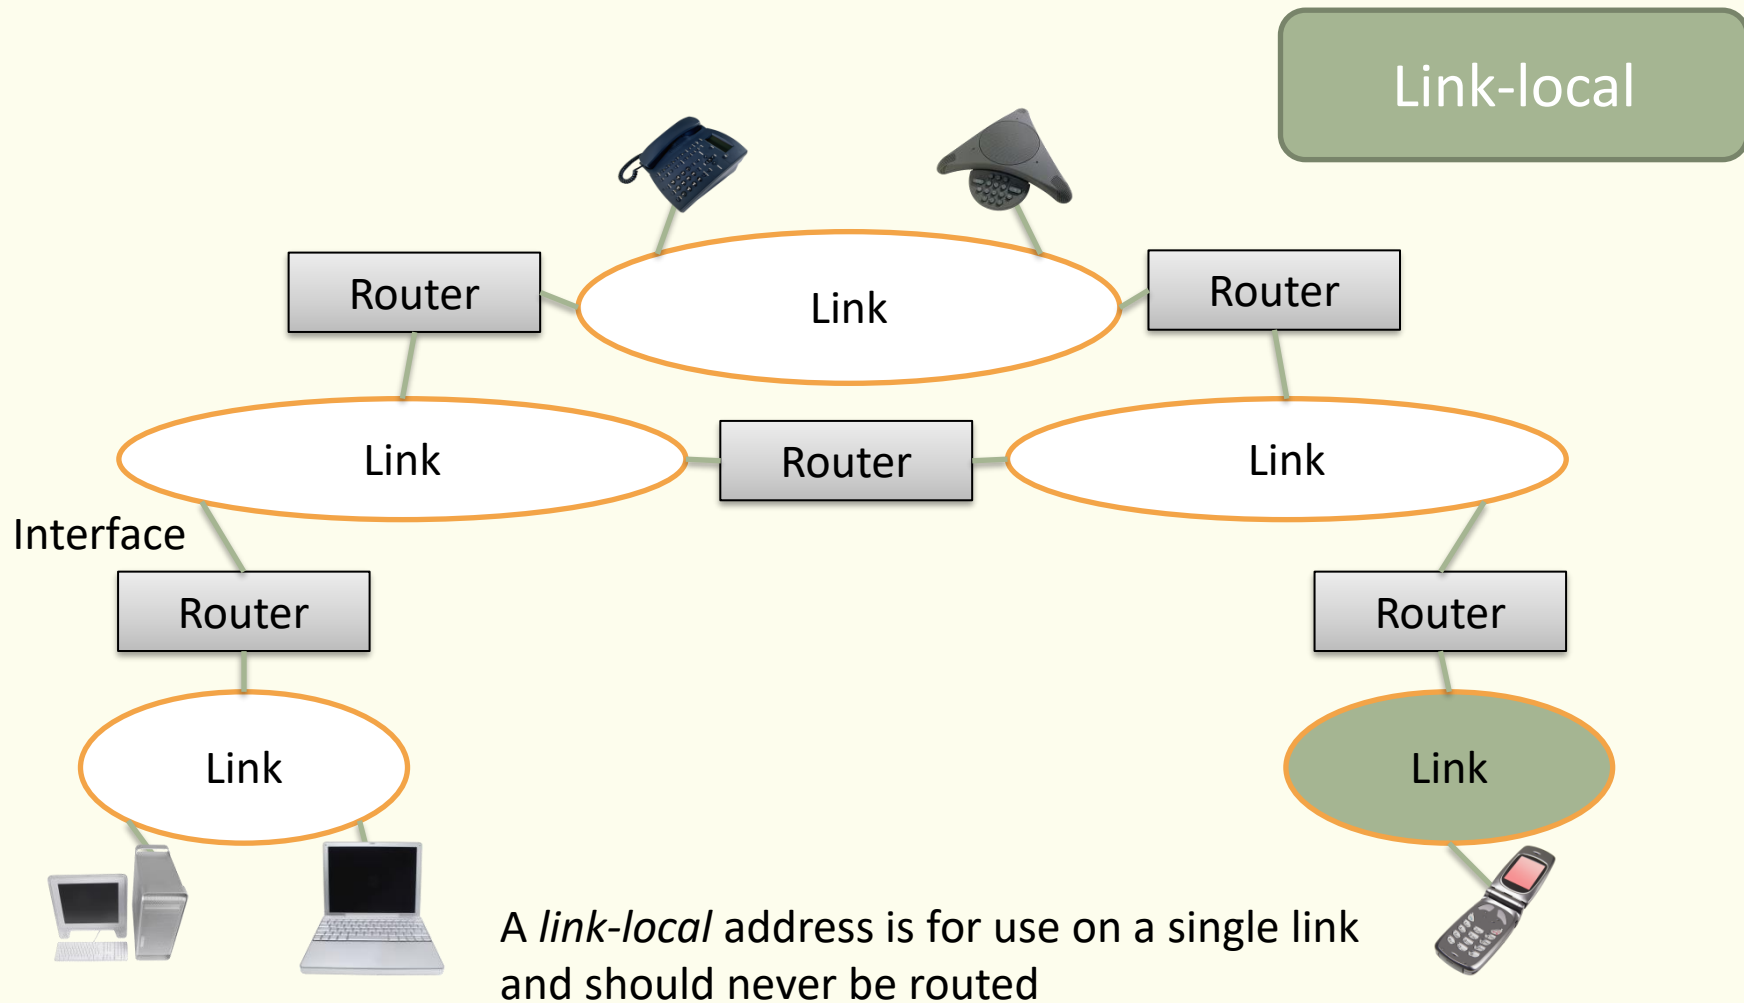 Link-local
Router
Link
Router
Link
Router
Link
Interface
Router
Router
Link
Link
A link-local address is for use on a single link
and should never be routed